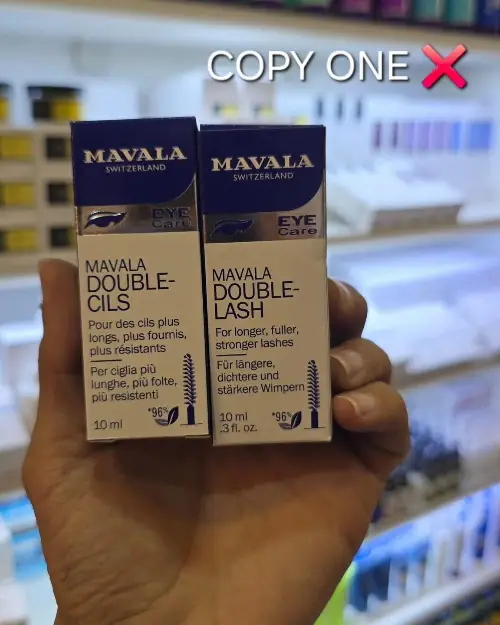 COPY ONE ❌
MAVALA
SWITZERLAND
EYE
Care
MAVALA
DOUBLE-
CILS
Pour des cils plus
longs, plus fournis,
plus résistants
Per ciglia più
lunghe, più folte,
più resistenti
*96%
10 ml
MAVALA
SWITZERLAND
EYE
Care
MAVALA
DOUBLE-
LASH
For longer, fuller,
stronger lashes
Für längere,
dichtere und
stärkere Wimpern
10 ml
.3 fl. oz.
*96%